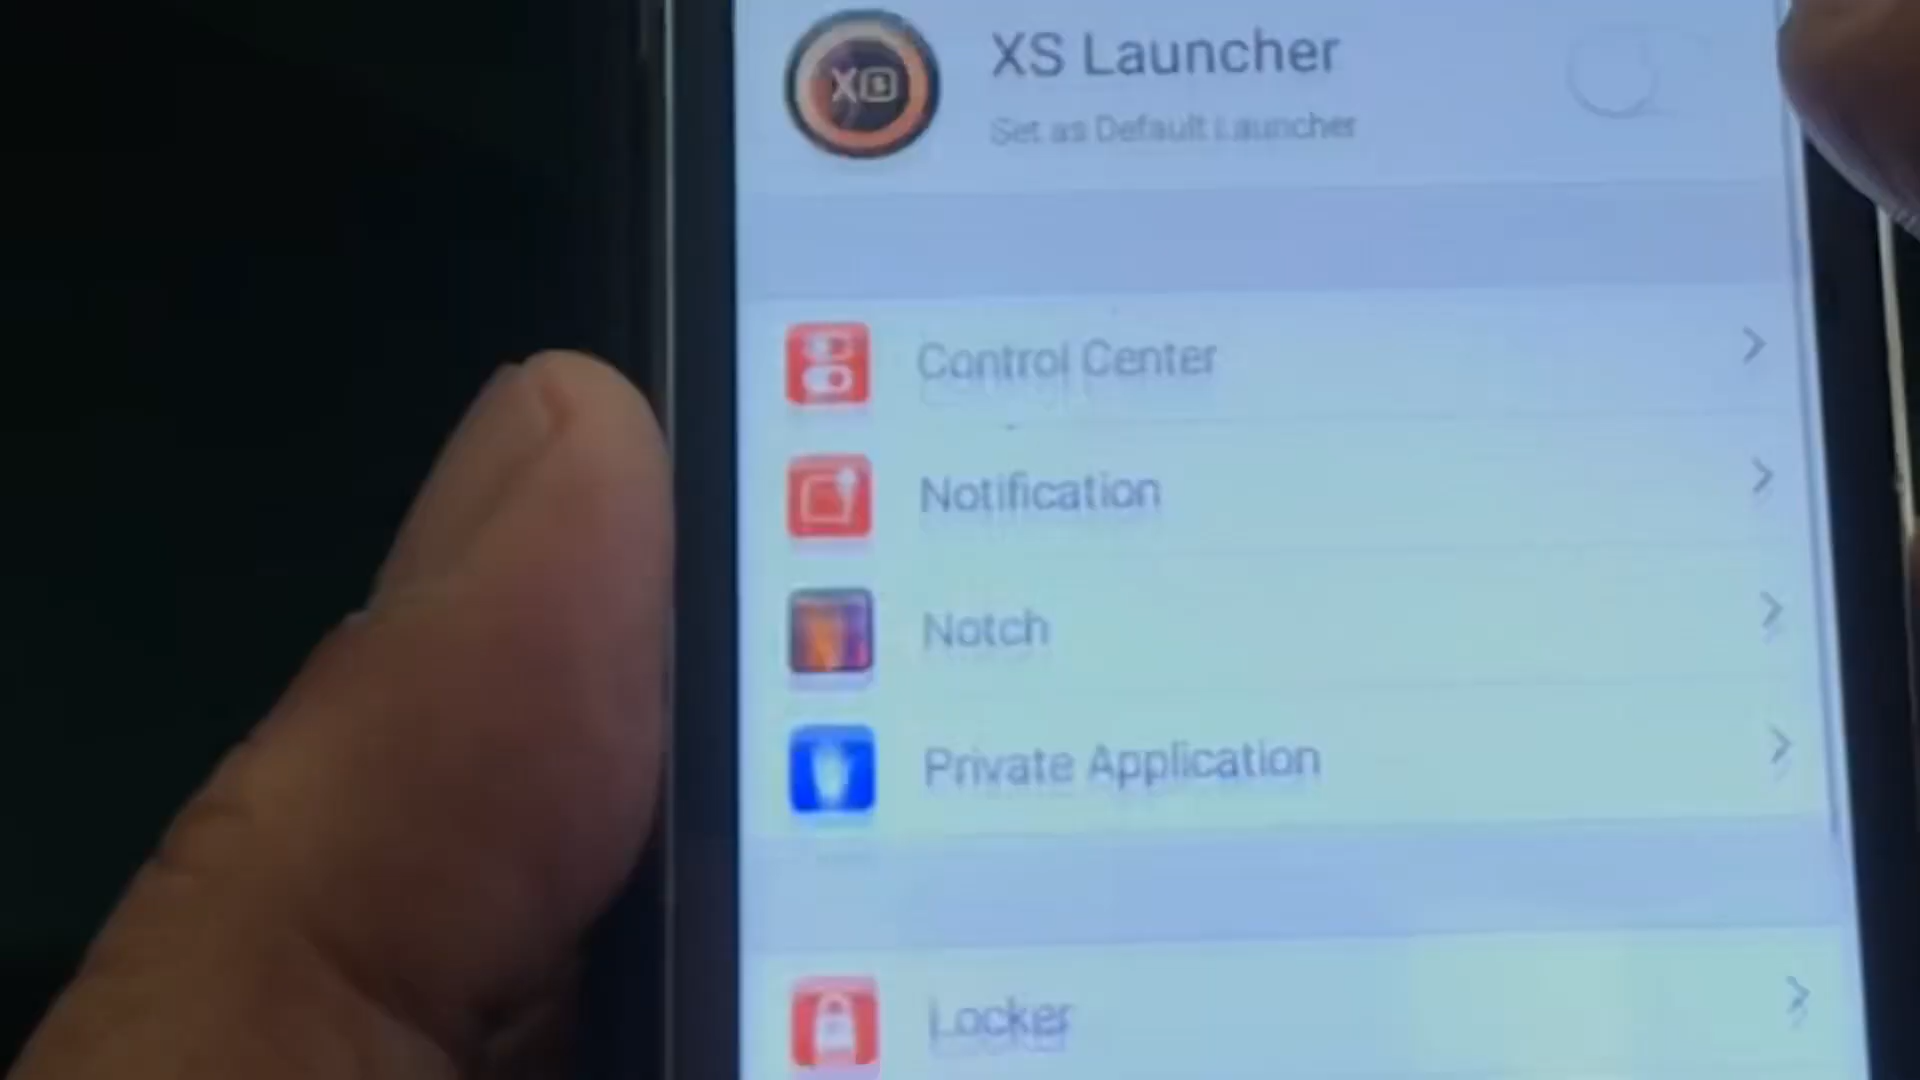 XS Launcher
Set as Default Launcher
Control Center
Notification
Notch
Private Application
Locker